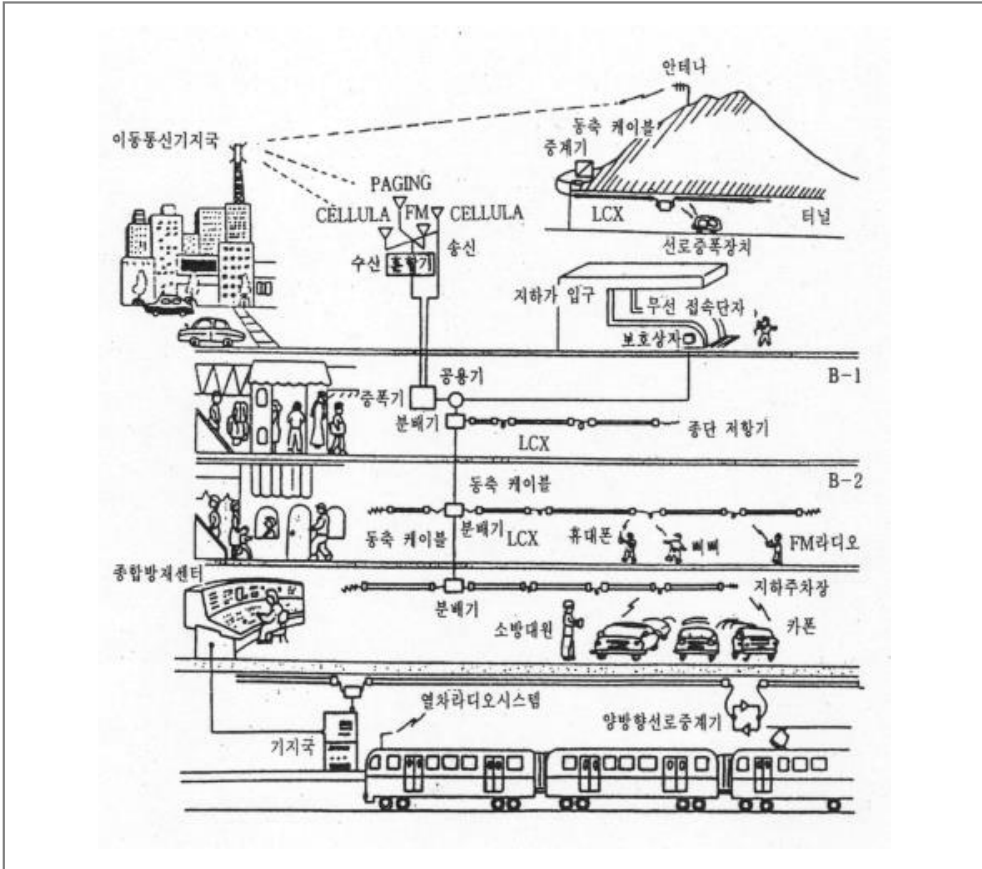 안테나
동축 케이블
중계기
이동통신기지국
PAGING
CELLULA FM CELLULA
LCX 터널
송신
선로증폭장치
수산 혼합기
지하가 입구
무선 접속단자
보호상자
공용기
B-1
증폭기
분배기
종단 저항기
LCX
동축 케이블
B-2
분배기
동축 케이블 LCX 휴대폰 삐삐 FM라디오
종합방재센터
지하주차장
분배기
소방대원
카폰
열차라디오시스템
양방향선로중계기
기지국